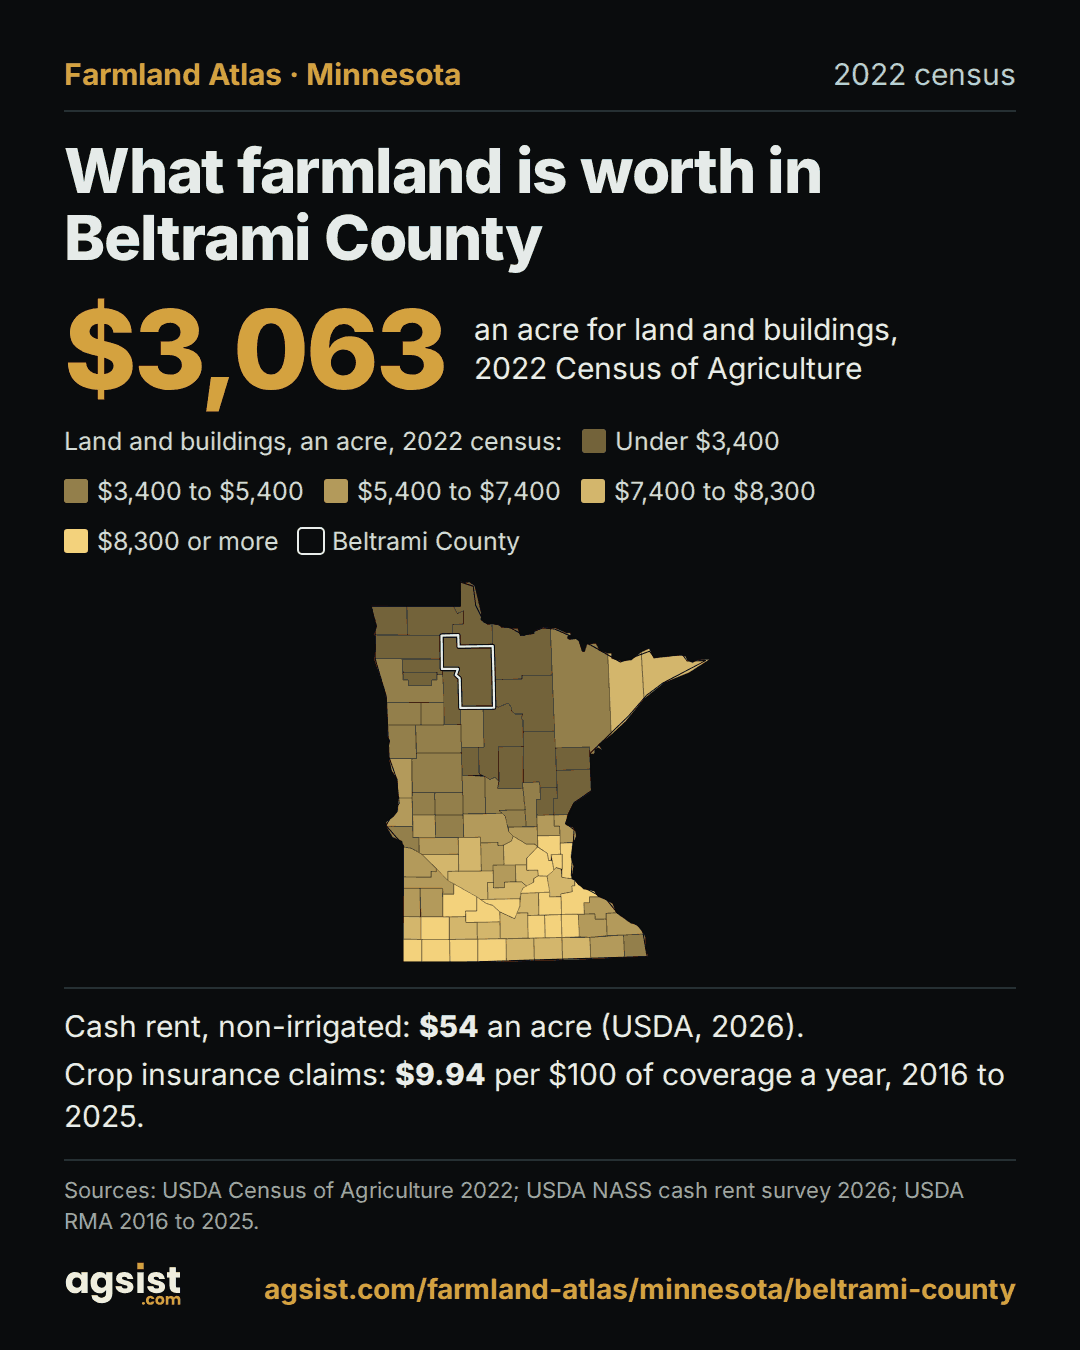 Farmland Atlas · Minnesota
2022 census
What farmland is worth in
Beltrami County
$3,063
an acre for land and buildings,
2022 Census of Agriculture
Land and buildings, an acre, 2022 census:
Under $3,400
$3,400 to $5,400
$5,400 to $7,400
$7,400 to $8,300
$8,300 or more
Beltrami County
Cash rent, non-irrigated: $54 an acre (USDA, 2026).
Crop insurance claims: $9.94 per $100 of coverage a year, 2016 to
2025.
Sources: USDA Census of Agriculture 2022; USDA NASS cash rent survey 2026; USDA
RMA 2016 to 2025.
agsist
.com
agsist.com/farmland-atlas/minnesota/beltrami-county